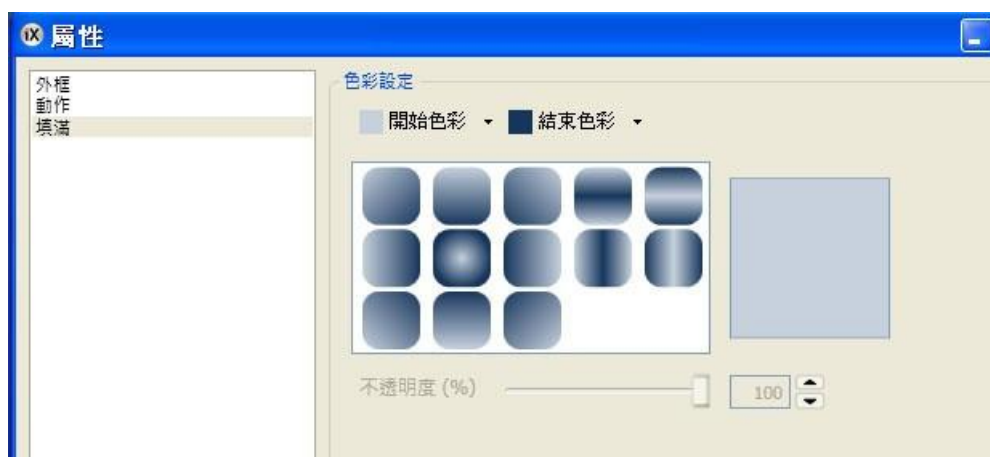 iX 屬性
外框
動作
填滿
色彩設定
開始色彩 結束色彩
不透明度 (%) 100